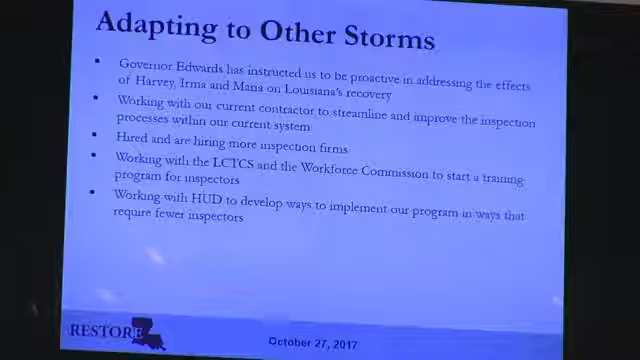 Adapting to Other Storms
▪ Governor Edwards has instructed us to be proactive in addressing the effects
of Harvey, Irma and Maria on Louisiana's recovery
▪ Working with our current contractor to streamline and improve the inspection
processes within our current system
▪ Hired and are hiring more inspection firms
▪ Working with the LCTCS and the Workforce Commission to start a training
program for inspectors
▪ Working with HUD to develop ways to implement our program in ways that
require fewer inspectors
RESTORE
October 27, 2017